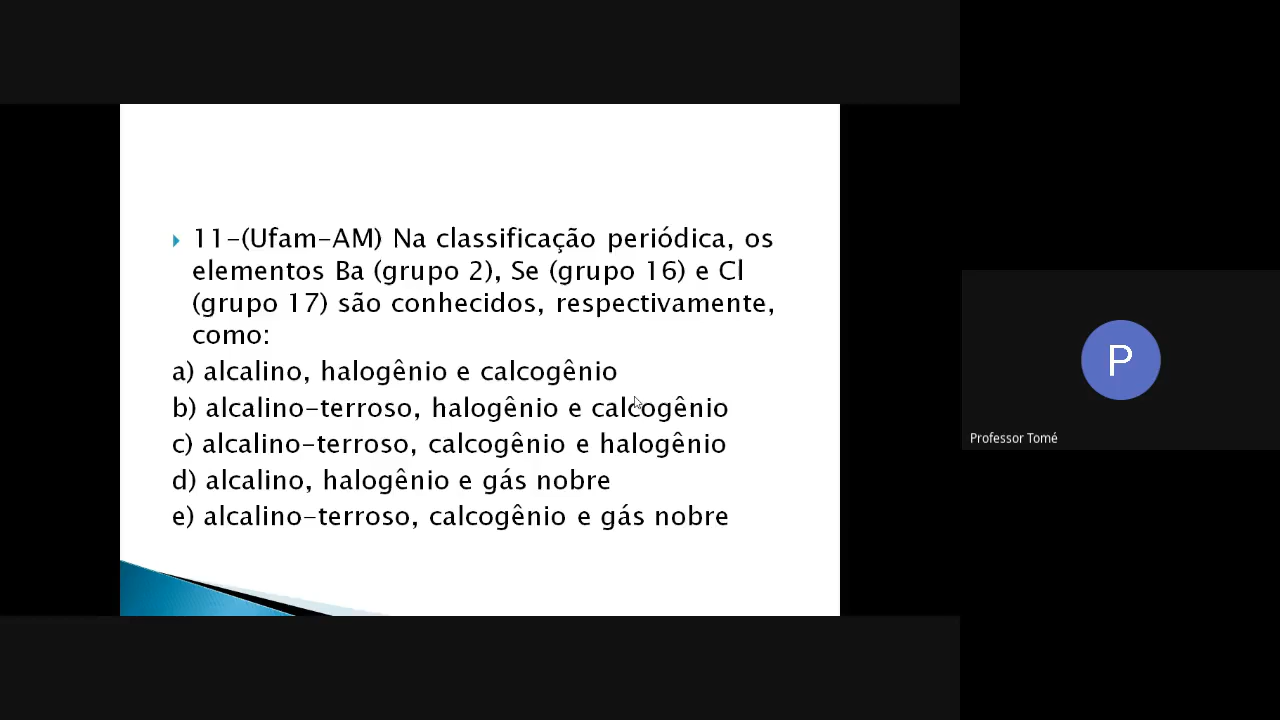 11-(Ufam-AM) Na classificação periódica, os
elementos Ba (grupo 2), Se (grupo 16) e Cl
(grupo 17) são conhecidos, respectivamente,
como:
a) alcalino, halogênio e calcogênio
b) alcalino-terroso, halogênio e calcogênio
c) alcalino-terroso, calcogênio e halogênio
d) alcalino, halogênio e gás nobre
e) alcalino-terroso, calcogênio e gás nobre
P
Professor Tomé